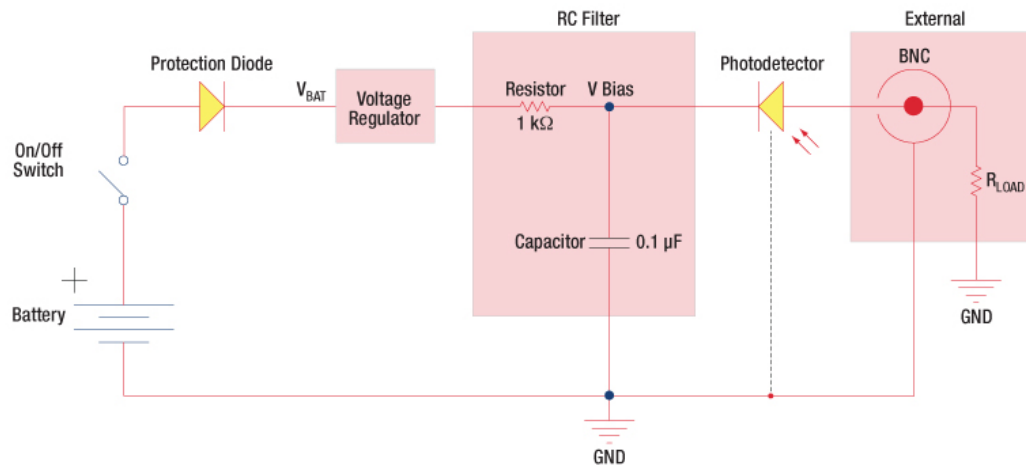 RC Filter
External
Protection Diode
Photodetector
BNC
V_BAT
Voltage
Regulator
Resistor
1 kΩ
V Bias
On/Off
Switch
R_LOAD
Capacitor
0.1 µF
Battery
GND
GND